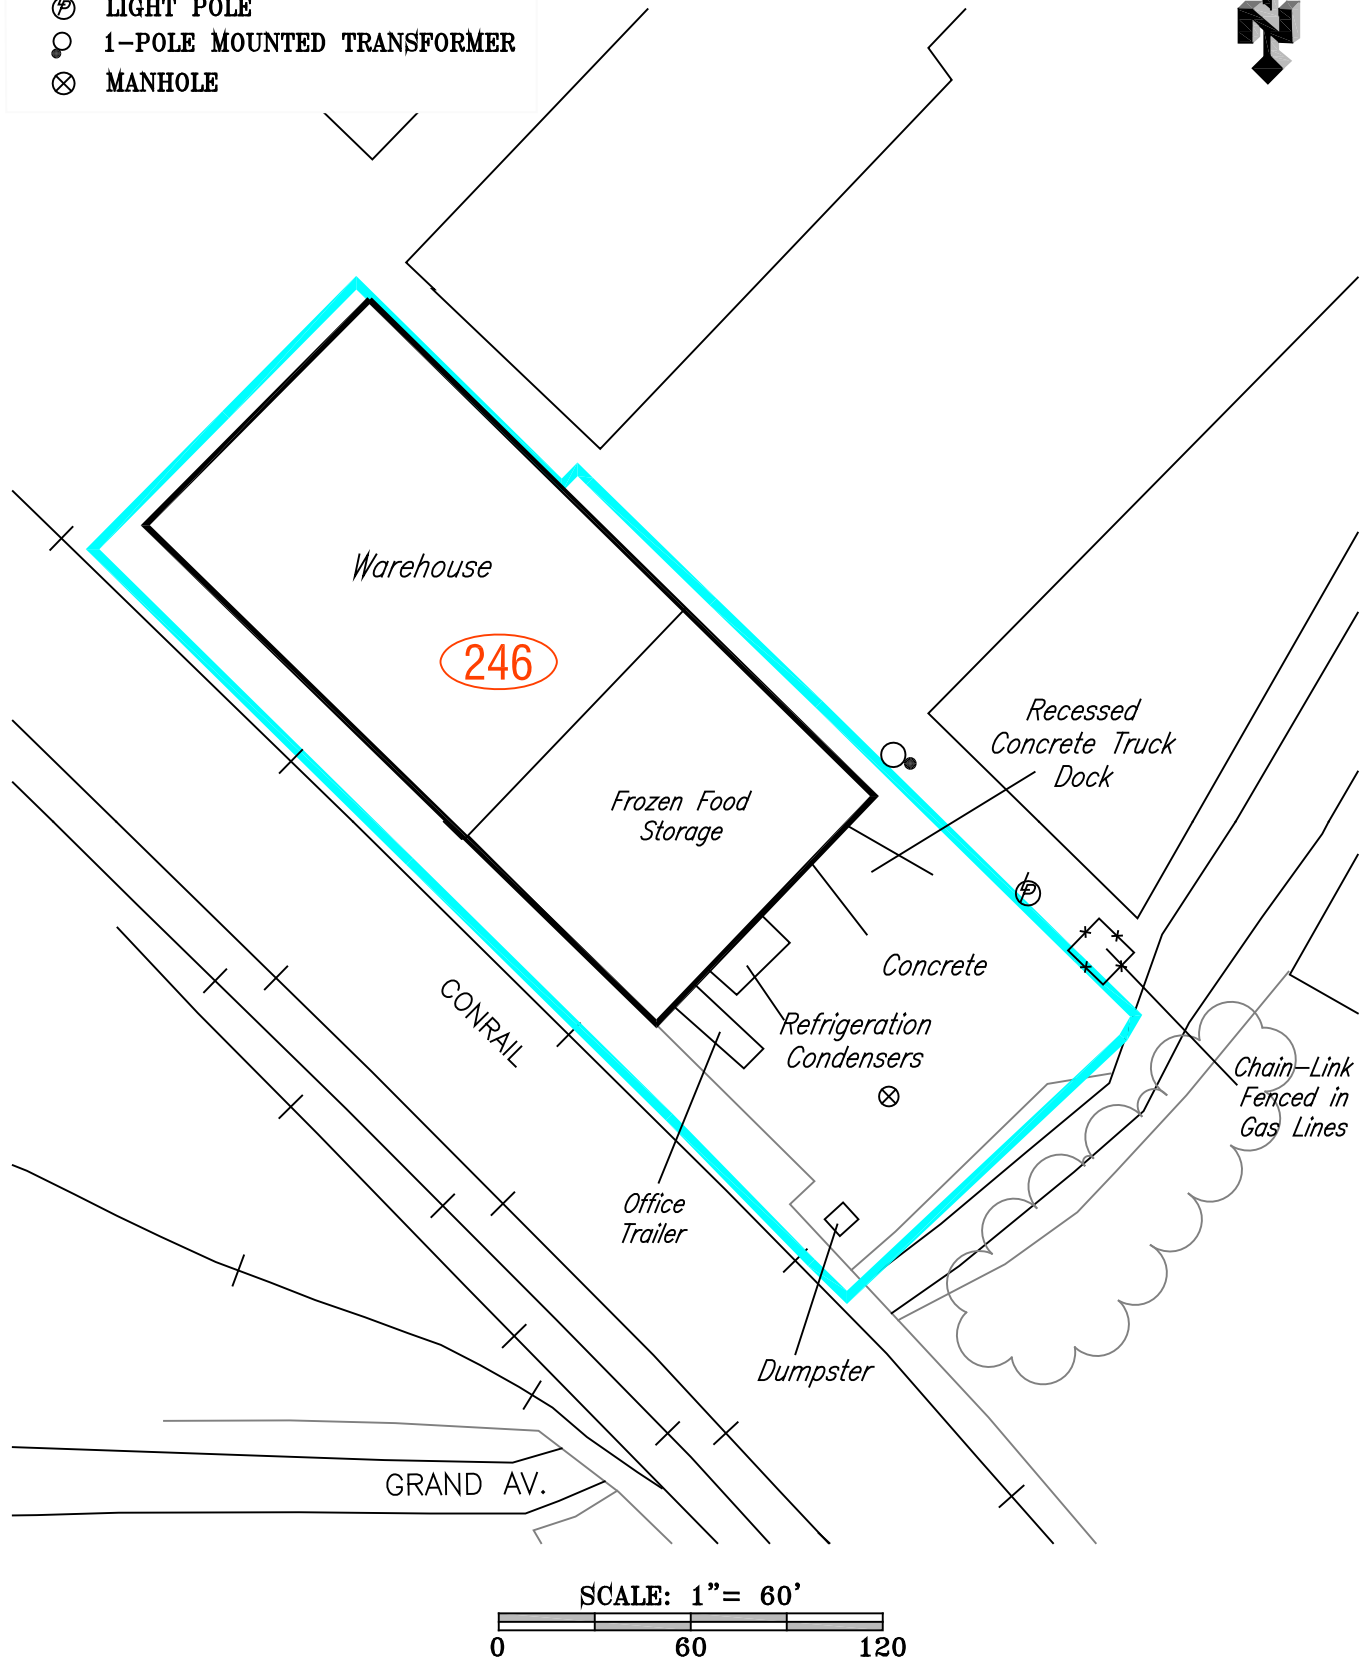 LIGHT POLE
1-POLE MOUNTED TRANSFORMER
MANHOLE
N
Warehouse
246
Recessed
Concrete Truck
Dock
Frozen Food
Storage
LP
Concrete
CONRAIL
Refrigeration
Condensers
Chain-Link
Fenced in
Gas Lines
Office
Trailer
Dumpster
GRAND AV.
SCALE: 1"= 60'
0 60 120